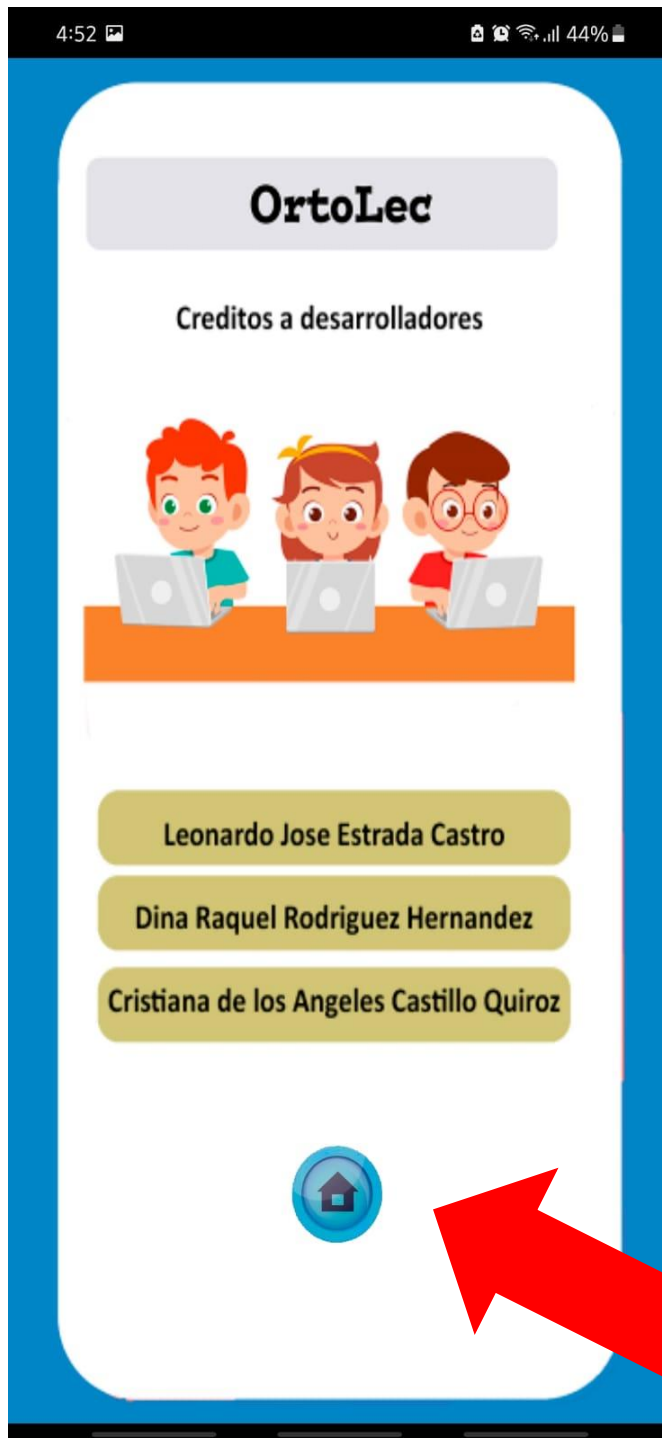 4:52
44%
OrtoLec
Creditos a desarrolladores
Leonardo Jose Estrada Castro
Dina Raquel Rodriguez Hernandez
Cristiana de los Angeles Castillo Quiroz